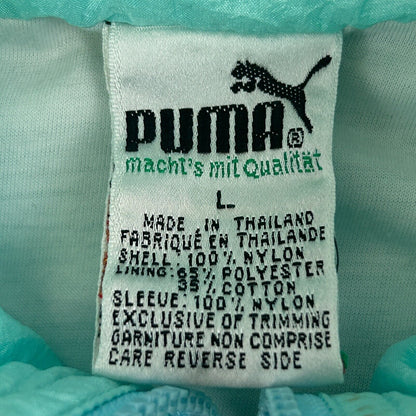 PUMA®
macht's mit Qualität
L
MADE IN THAILAND
FABRIQUÉ EN THAILANDE
SHELL: 100% NYLON
LINING: 65% POLYESTER
35% COTTON
SLEEVE: 100% NYLON
EXCLUSIVE OF TRIMMING
GARNITURE NON COMPRISE
CARE REVERSE SIDE